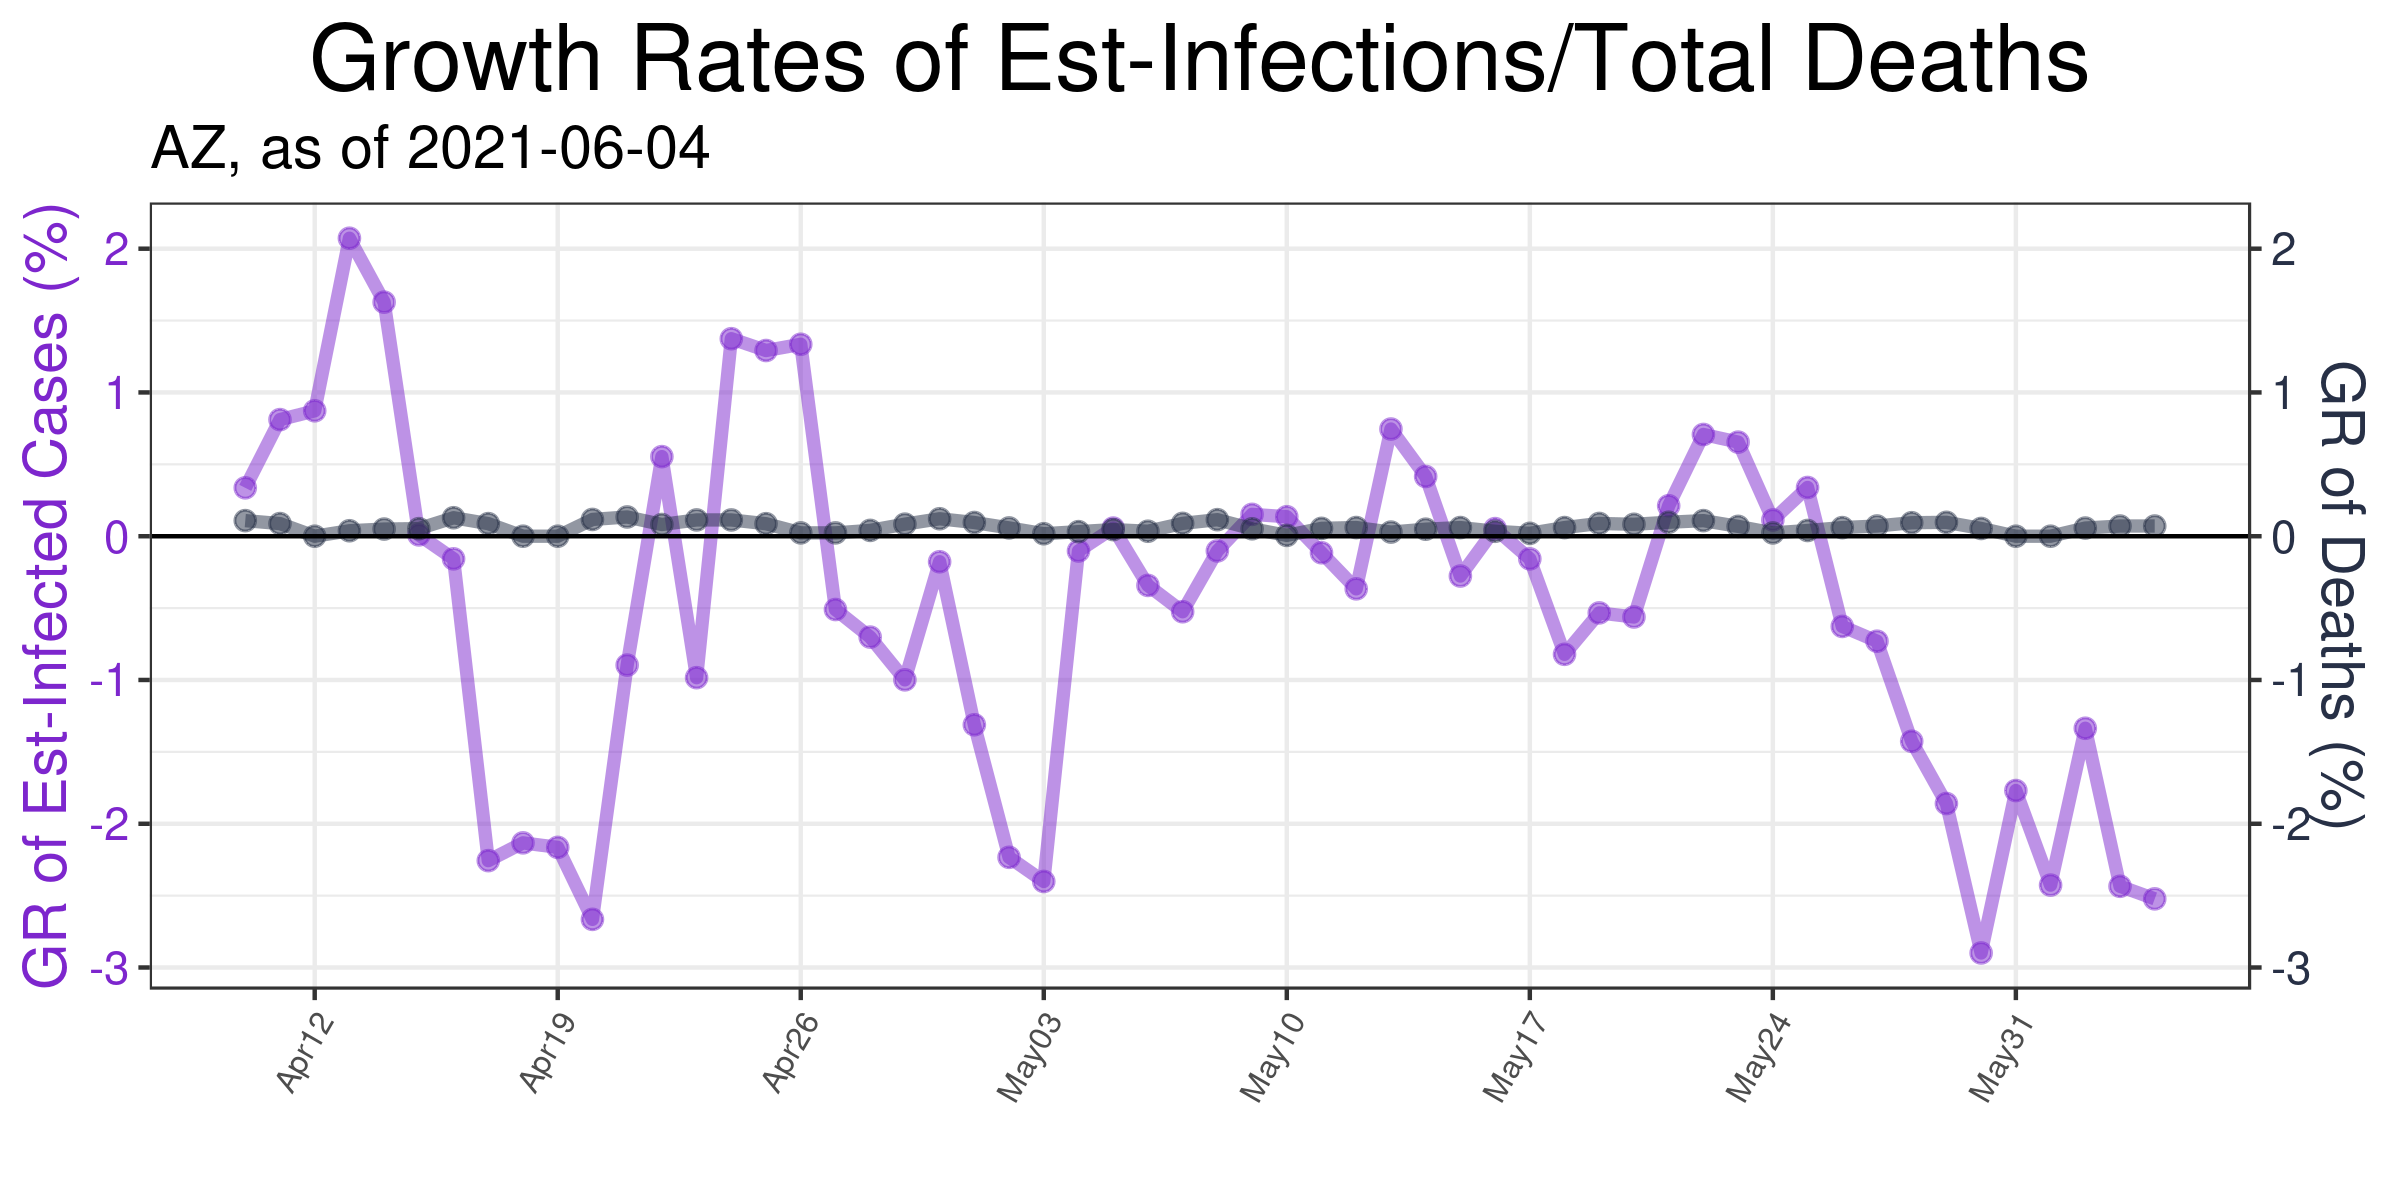 Growth Rates of Est-Infections/Total Deaths
AZ, as of 2021-06-04
GR of Est-Infected Cases (%)
2
1
0
-1
-2
-3
2
1
0
-1
-2
-3
GR of Deaths (%)
Apr12
Apr19
Apr26
May03
May10
May17
May24
May31